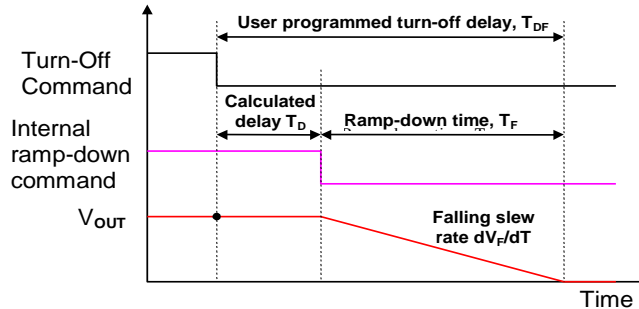 User programmed turn-off delay, TDF
Turn-Off
Command
Calculated
delay TD
Ramp-down time, TF
Internal
ramp-down
command
VOUT
Falling slew
rate dVF/dT
Time